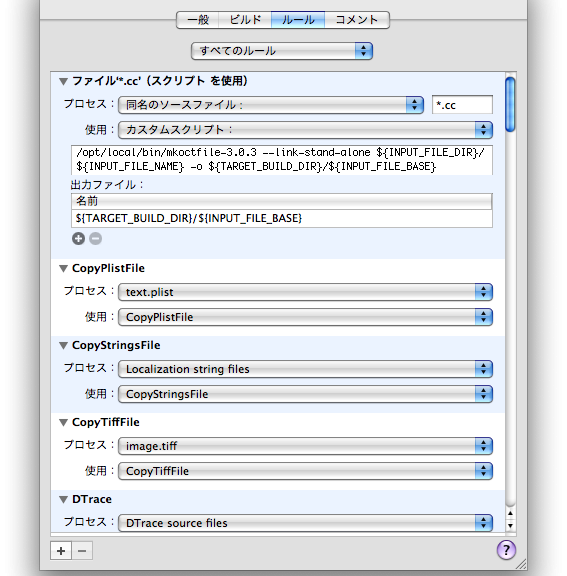 一般 ビルド ルール コメント
すべてのルール
ファイル'*.cc'（スクリプト を使用）
プロセス： 同名のソースファイル： *.cc
使用： カスタムスクリプト：
/opt/local/bin/mkoctfile-3.0.3 --link-stand-alone ${INPUT_FILE_DIR}/
${INPUT_FILE_NAME} -o ${TARGET_BUILD_DIR}/${INPUT_FILE_BASE}
出力ファイル：
名前
${TARGET_BUILD_DIR}/${INPUT_FILE_BASE}
CopyPlistFile
プロセス： text.plist
使用： CopyPlistFile
CopyStringsFile
プロセス： Localization string files
使用： CopyStringsFile
CopyTiffFile
プロセス： image.tiff
使用： CopyTiffFile
DTrace
プロセス： DTrace source files